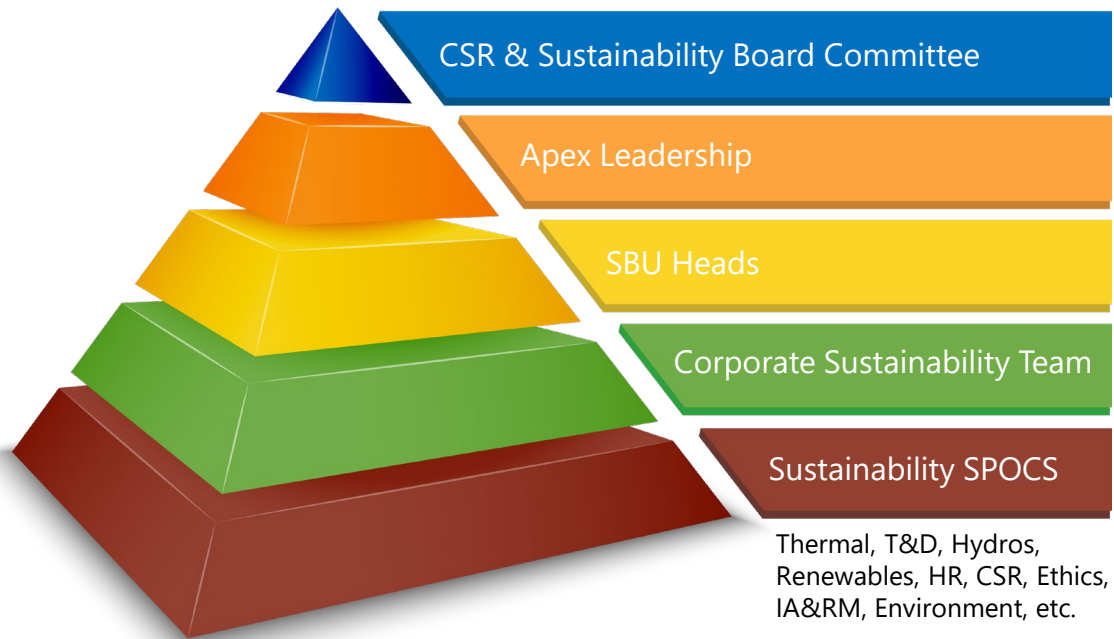 CSR & Sustainability Board Committee
Apex Leadership
SBU Heads
Corporate Sustainability Team
Sustainability SPOCS
Thermal, T&D, Hydros,
Renewables, HR, CSR, Ethics,
IA&RM, Environment, etc.